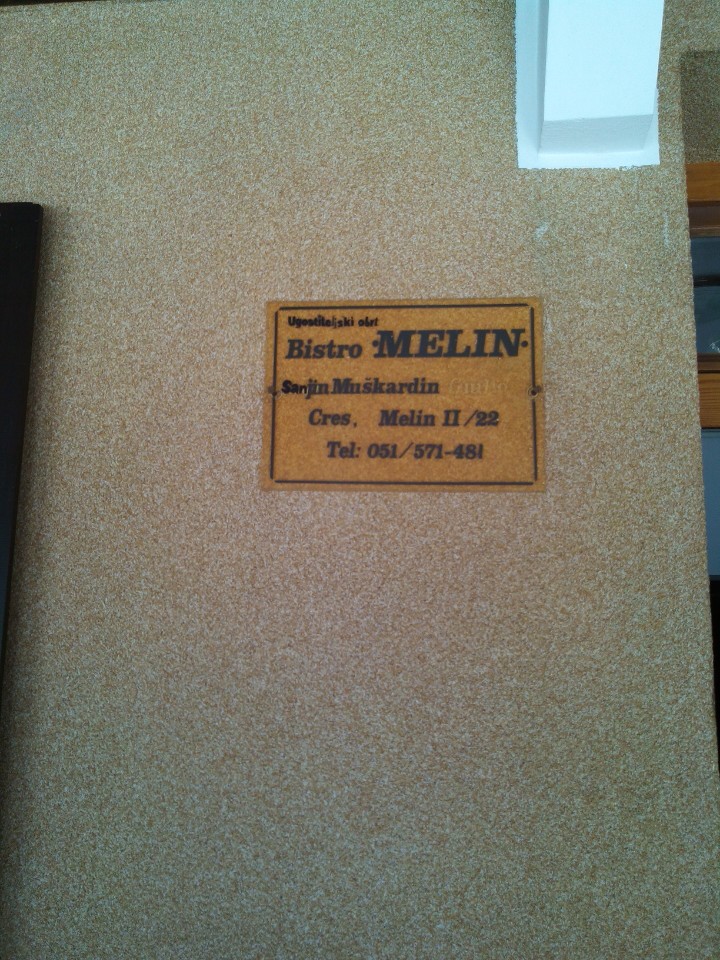 Ugostiteljski obrt
Bistro ·MELIN·
Sanjin Muškardin
Cres, Melin II/22
Tel: 051/571-481